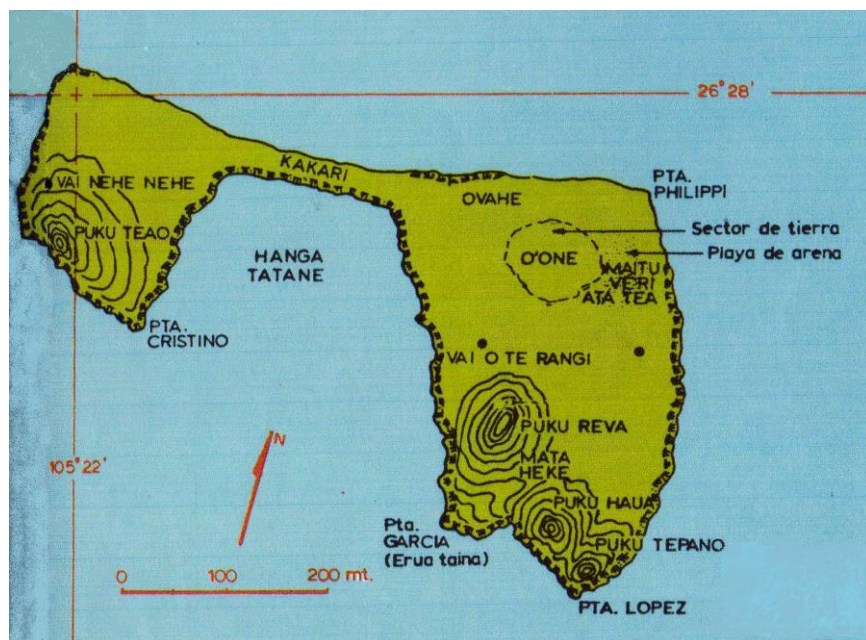 26° 28'
KAKARI
PTA.
PHILIPPI
VAI NEHE NEHE
OVAHE
PUKU TEAO
Sector de tierra
HANGA
TATANE
O'ONE
Playa de arena
MAITU
VERI
ATA TEA
PTA.
CRISTINO
VAI O TE RANGI
PUKU REVA
N
105° 22'
MATA
HEKE
PUKU HAUA
Pta.
GARCIA
(Erua taina)
PUKU TEPANO
0 100 200 mt.
PTA. LOPEZ